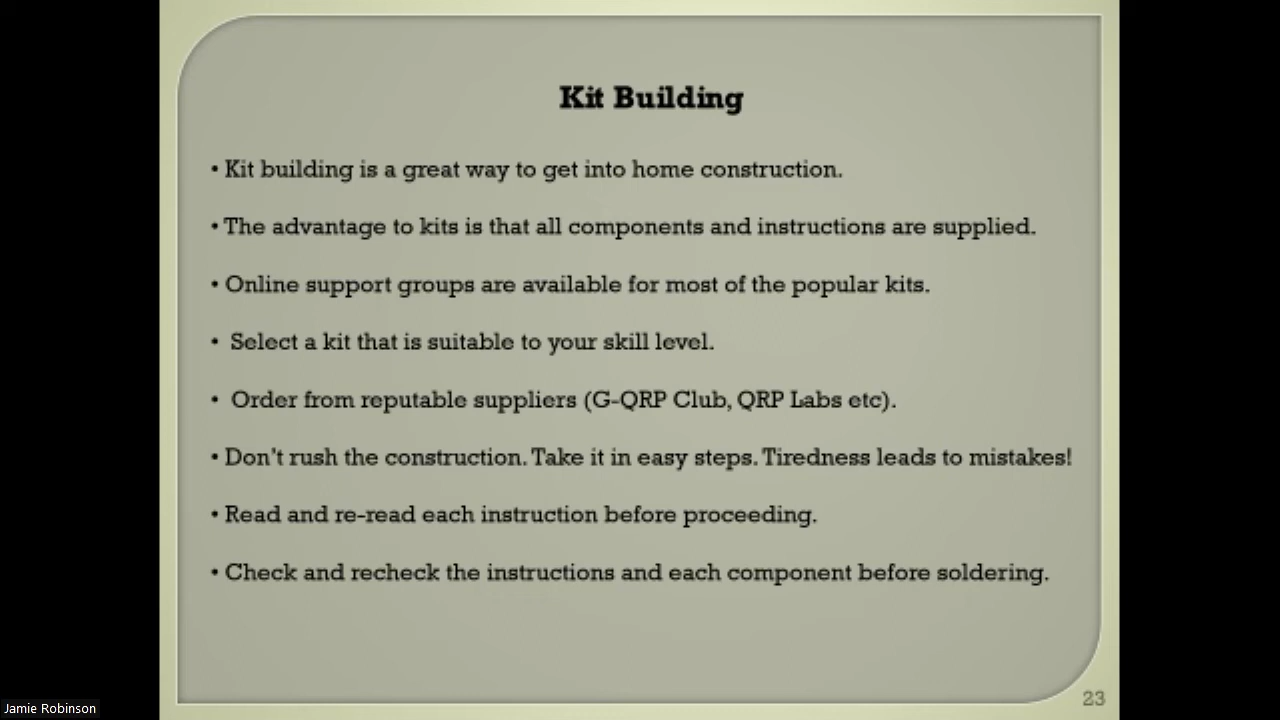 Kit Building
• Kit building is a great way to get into home construction.
• The advantage to kits is that all components and instructions are supplied.
• Online support groups are available for most of the popular kits.
• Select a kit that is suitable to your skill level.
• Order from reputable suppliers (G-QRP Club, QRP Labs etc).
• Don't rush the construction. Take it in easy steps. Tiredness leads to mistakes!
• Read and re-read each instruction before proceeding.
• Check and recheck the instructions and each component before soldering.
23
Jamie Robinson